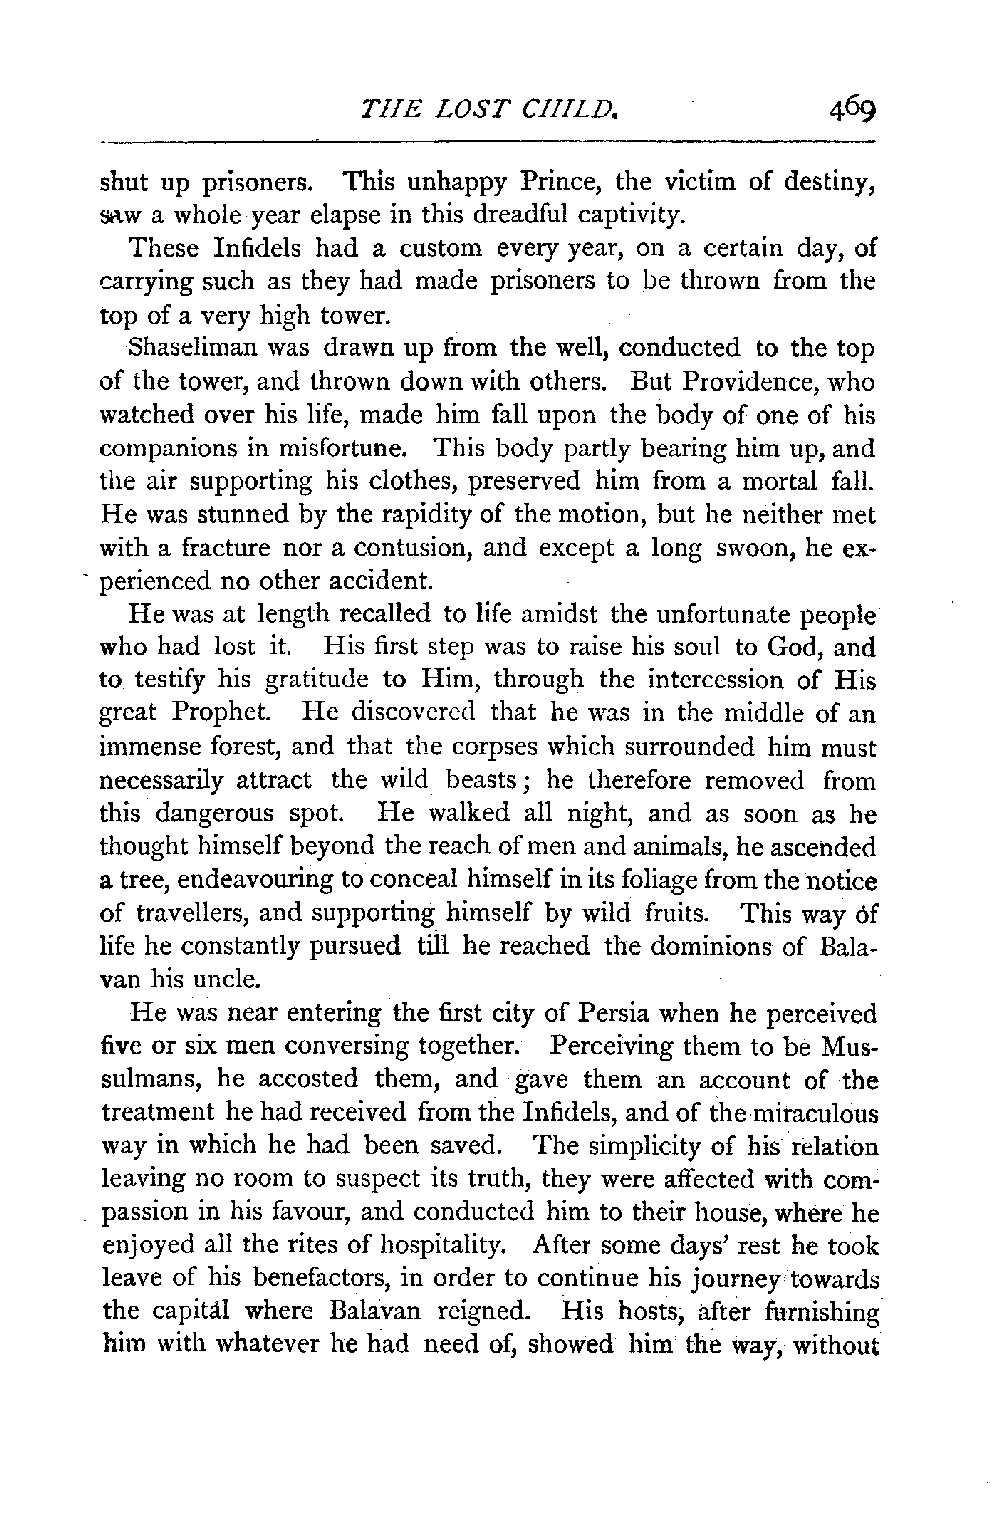 THE LOST CHILD. 469
shut up prisoners. This unhappy Prince, the victim of destiny,
saw a whole year elapse in this dreadful captivity.
These Infidels had a custom every year, on a certain day, of
carrying such as they had made prisoners to be thrown from the
top of a very high tower.
Shaseliman was drawn up from the well, conducted to the top
of the tower, and thrown down with others. But Providence, who
watched over his life, made him fall upon the body of one of his
companions in misfortune. This body partly bearing him up, and
the air supporting his clothes, preserved him from a mortal fall.
He was stunned by the rapidity of the motion, but he neither met
with a fracture nor a contusion, and except a long swoon, he ex-
perienced no other accident.
He was at length recalled to life amidst the unfortunate people
who had lost it. His first step was to raise his soul to God, and
to testify his gratitude to Him, through the intercession of His
great Prophet. He discovered that he was in the middle of an
immense forest, and that the corpses which surrounded him must
necessarily attract the wild beasts; he therefore removed from
this dangerous spot. He walked all night, and as soon as he
thought himself beyond the reach of men and animals, he ascended
a tree, endeavouring to conceal himself in its foliage from the notice
of travellers, and supporting himself by wild fruits. This way of
life he constantly pursued till he reached the dominions of Bala-
van his uncle.
He was near entering the first city of Persia when he perceived
five or six men conversing together. Perceiving them to be Mus-
sulmans, he accosted them, and gave them an account of the
treatment he had received from the Infidels, and of the miraculous
way in which he had been saved. The simplicity of his relation
leaving no room to suspect its truth, they were affected with com-
passion in his favour, and conducted him to their house, where he
enjoyed all the rites of hospitality. After some days' rest he took
leave of his benefactors, in order to continue his journey towards
the capital where Balavan reigned. His hosts, after furnishing
him with whatever he had need of, showed him the way, without